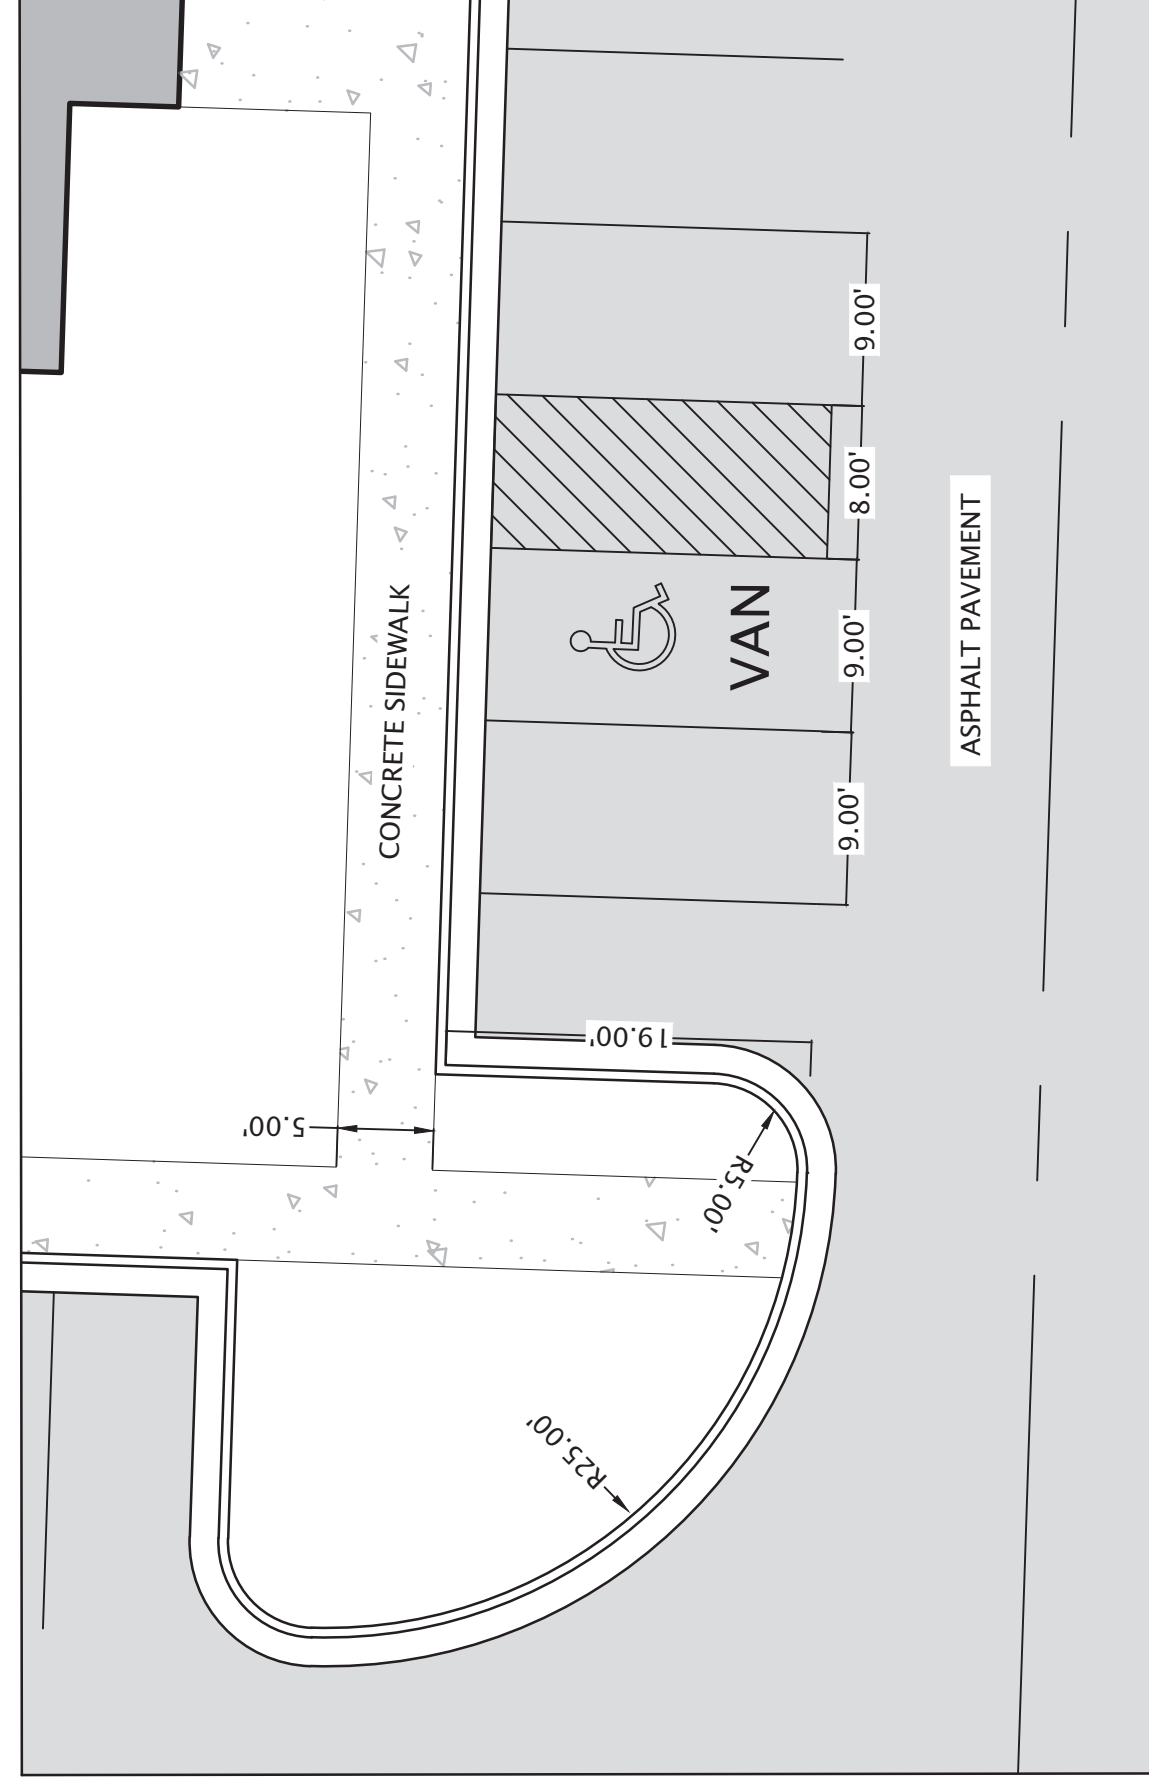 9.00'
8.00'
9.00'
9.00'
VAN
ASPHALT PAVEMENT
CONCRETE SIDEWALK
19.00'
5.00'
R5.00'
R25.00'